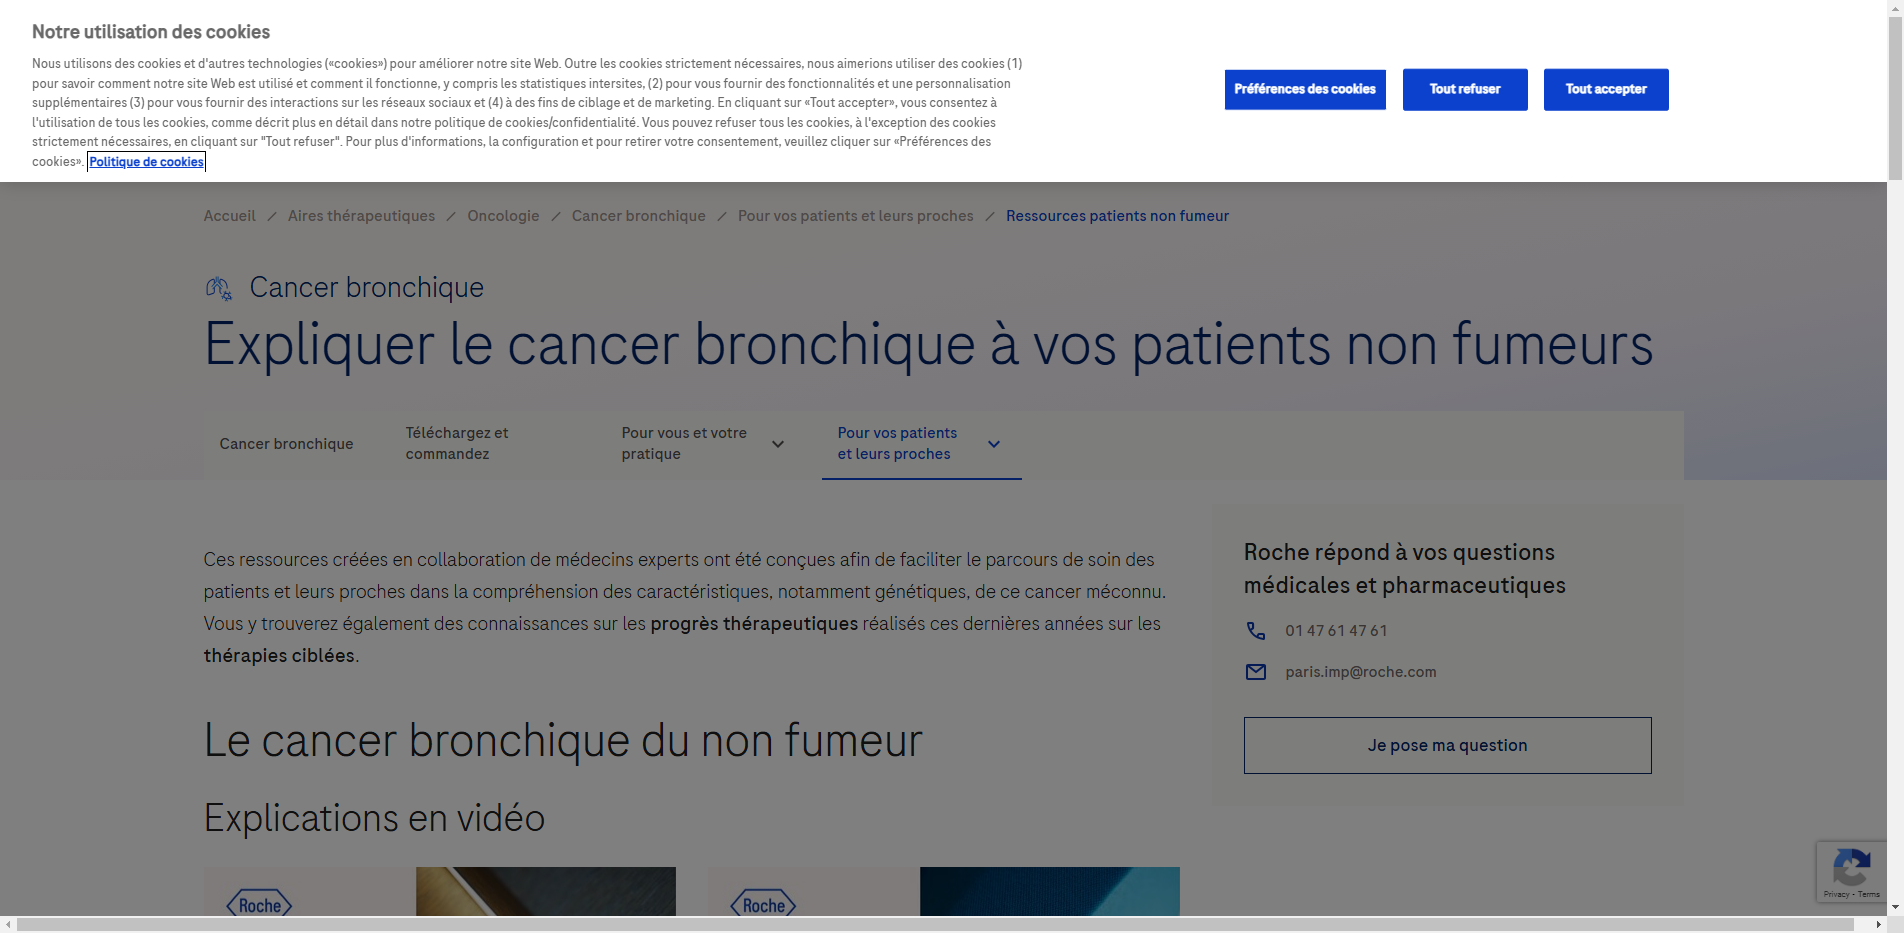 Notre utilisation des cookies
Nous utilisons des cookies et d'autres technologies («cookies») pour améliorer notre site Web. Outre les cookies strictement nécessaires, nous aimerions utiliser des cookies (1)
pour savoir comment notre site Web est utilisé et comment il fonctionne, y compris les statistiques intersites, (2) pour vous fournir des fonctionnalités et une personnalisation
supplémentaires (3) pour vous fournir des interactions sur les réseaux sociaux et (4) à des fins de ciblage et de marketing. En cliquant sur «Tout accepter», vous consentez à
l'utilisation de tous les cookies, comme décrit plus en détail dans notre politique de cookies/confidentialité. Vous pouvez refuser tous les cookies, à l'exception des cookies
strictement nécessaires, en cliquant sur "Tout refuser". Pour plus d'informations, la configuration et pour retirer votre consentement, veuillez cliquer sur «Préférences des
cookies». Politique de cookies
Préférences des cookies
Tout refuser
Tout accepter
Accueil / Aires thérapeutiques / Oncologie / Cancer bronchique / Pour vos patients et leurs proches / Ressources patients non fumeur
Cancer bronchique
Expliquer le cancer bronchique à vos patients non fumeurs
Cancer bronchique
Téléchargez et
commandez
Pour vous et votre
pratique
Pour vos patients
et leurs proches
Ces ressources créées en collaboration de médecins experts ont été conçues afin de faciliter le parcours de soin des
patients et leurs proches dans la compréhension des caractéristiques, notamment génétiques, de ce cancer méconnu.
Vous y trouverez également des connaissances sur les progrès thérapeutiques réalisés ces dernières années sur les
thérapies ciblées.
Le cancer bronchique du non fumeur
Explications en vidéo
Roche
Roche
Roche répond à vos questions
médicales et pharmaceutiques
01 47 61 47 61
paris.imp@roche.com
Je pose ma question
Privacy - Terms